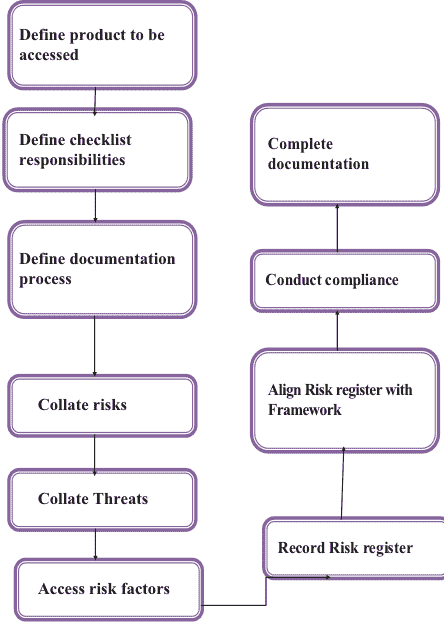 Define product to be
accessed
Define checklist
responsibilities
Define documentation
process
Collate risks
Collate Threats
Access risk factors
Record Risk register
Align Risk register with
Framework
Conduct compliance
Complete
documentation